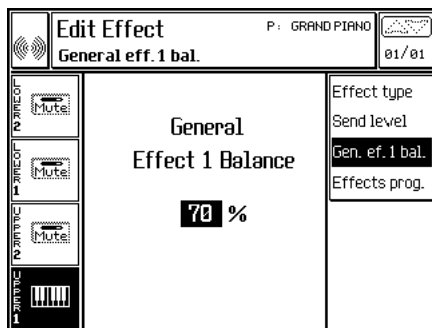 Edit Effect
P: GRAND PIANO
General eff.1 bal.
01/01
LOWER 2
Mute
LOWER 1
Mute
UPPER 2
Mute
UPPER 1
General
Effect 1 Balance
70 %
Effect type
Send level
Gen. ef.1 bal.
Effects prog.